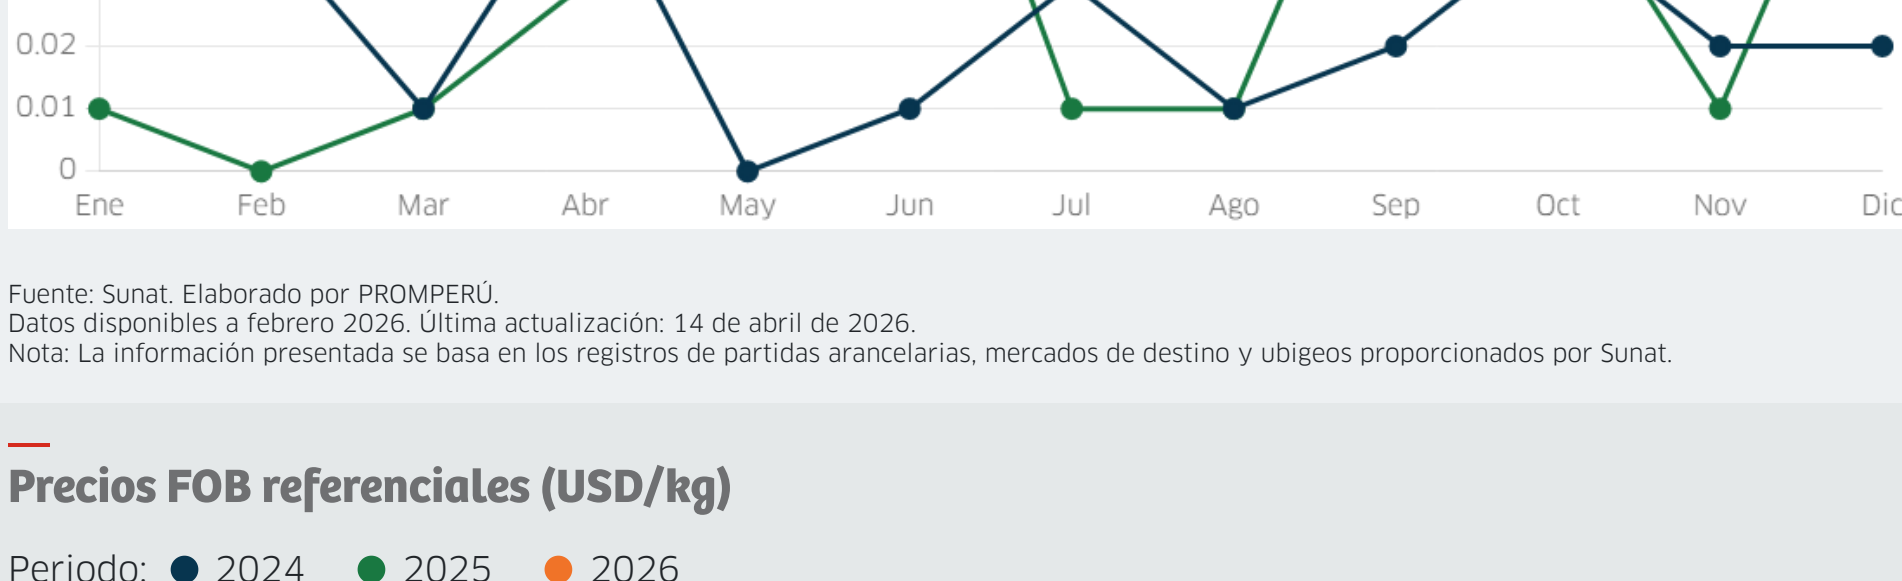 0.02
0.01
0
Ene Feb Mar Abr May Jun Jul Ago Sep Oct Nov Dic
Fuente: Sunat. Elaborado por PROMPERÚ.
Datos disponibles a febrero 2026. Última actualización: 14 de abril de 2026.
Nota: La información presentada se basa en los registros de partidas arancelarias, mercados de destino y ubigeos proporcionados por Sunat.
Precios FOB referenciales (USD/kg)
Periodo: 2024 2025 2026